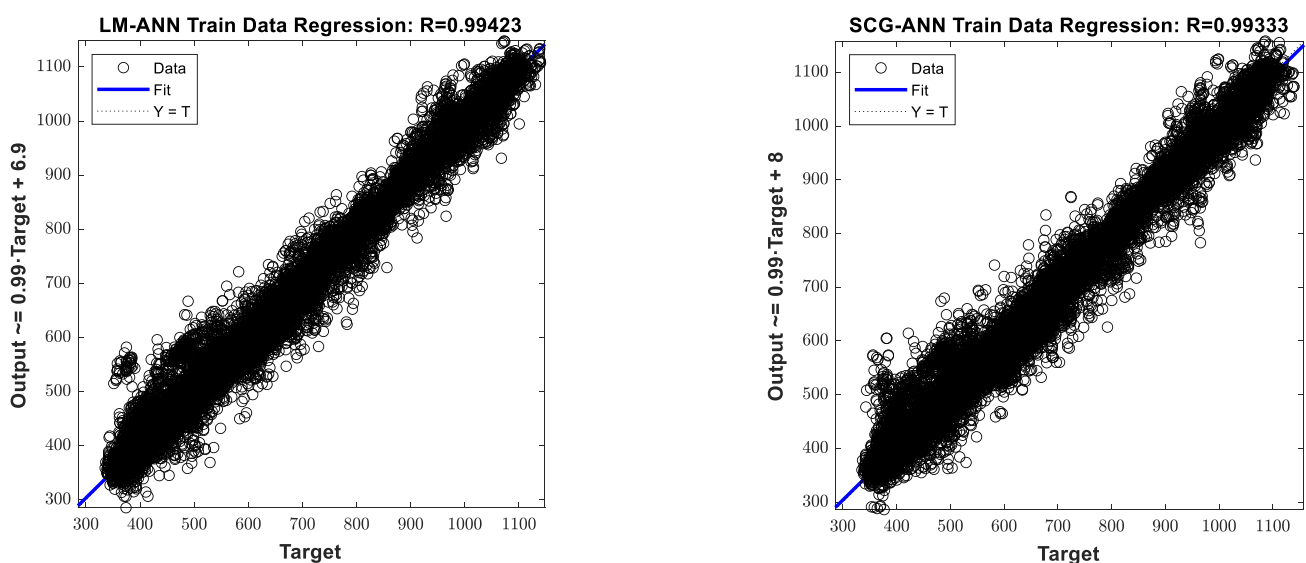 LM-ANN Train Data Regression: R=0.99423
Output ~= 0.99·Target + 6.9
1100
1000
900
800
700
600
500
400
300
Data
Fit
Y = T
300 400 500 600 700 800 900 1000 1100
Target
SCG-ANN Train Data Regression: R=0.99333
Output ~= 0.99·Target + 8
1100
1000
900
800
700
600
500
400
300
Data
Fit
Y = T
300 400 500 600 700 800 900 1000 1100
Target